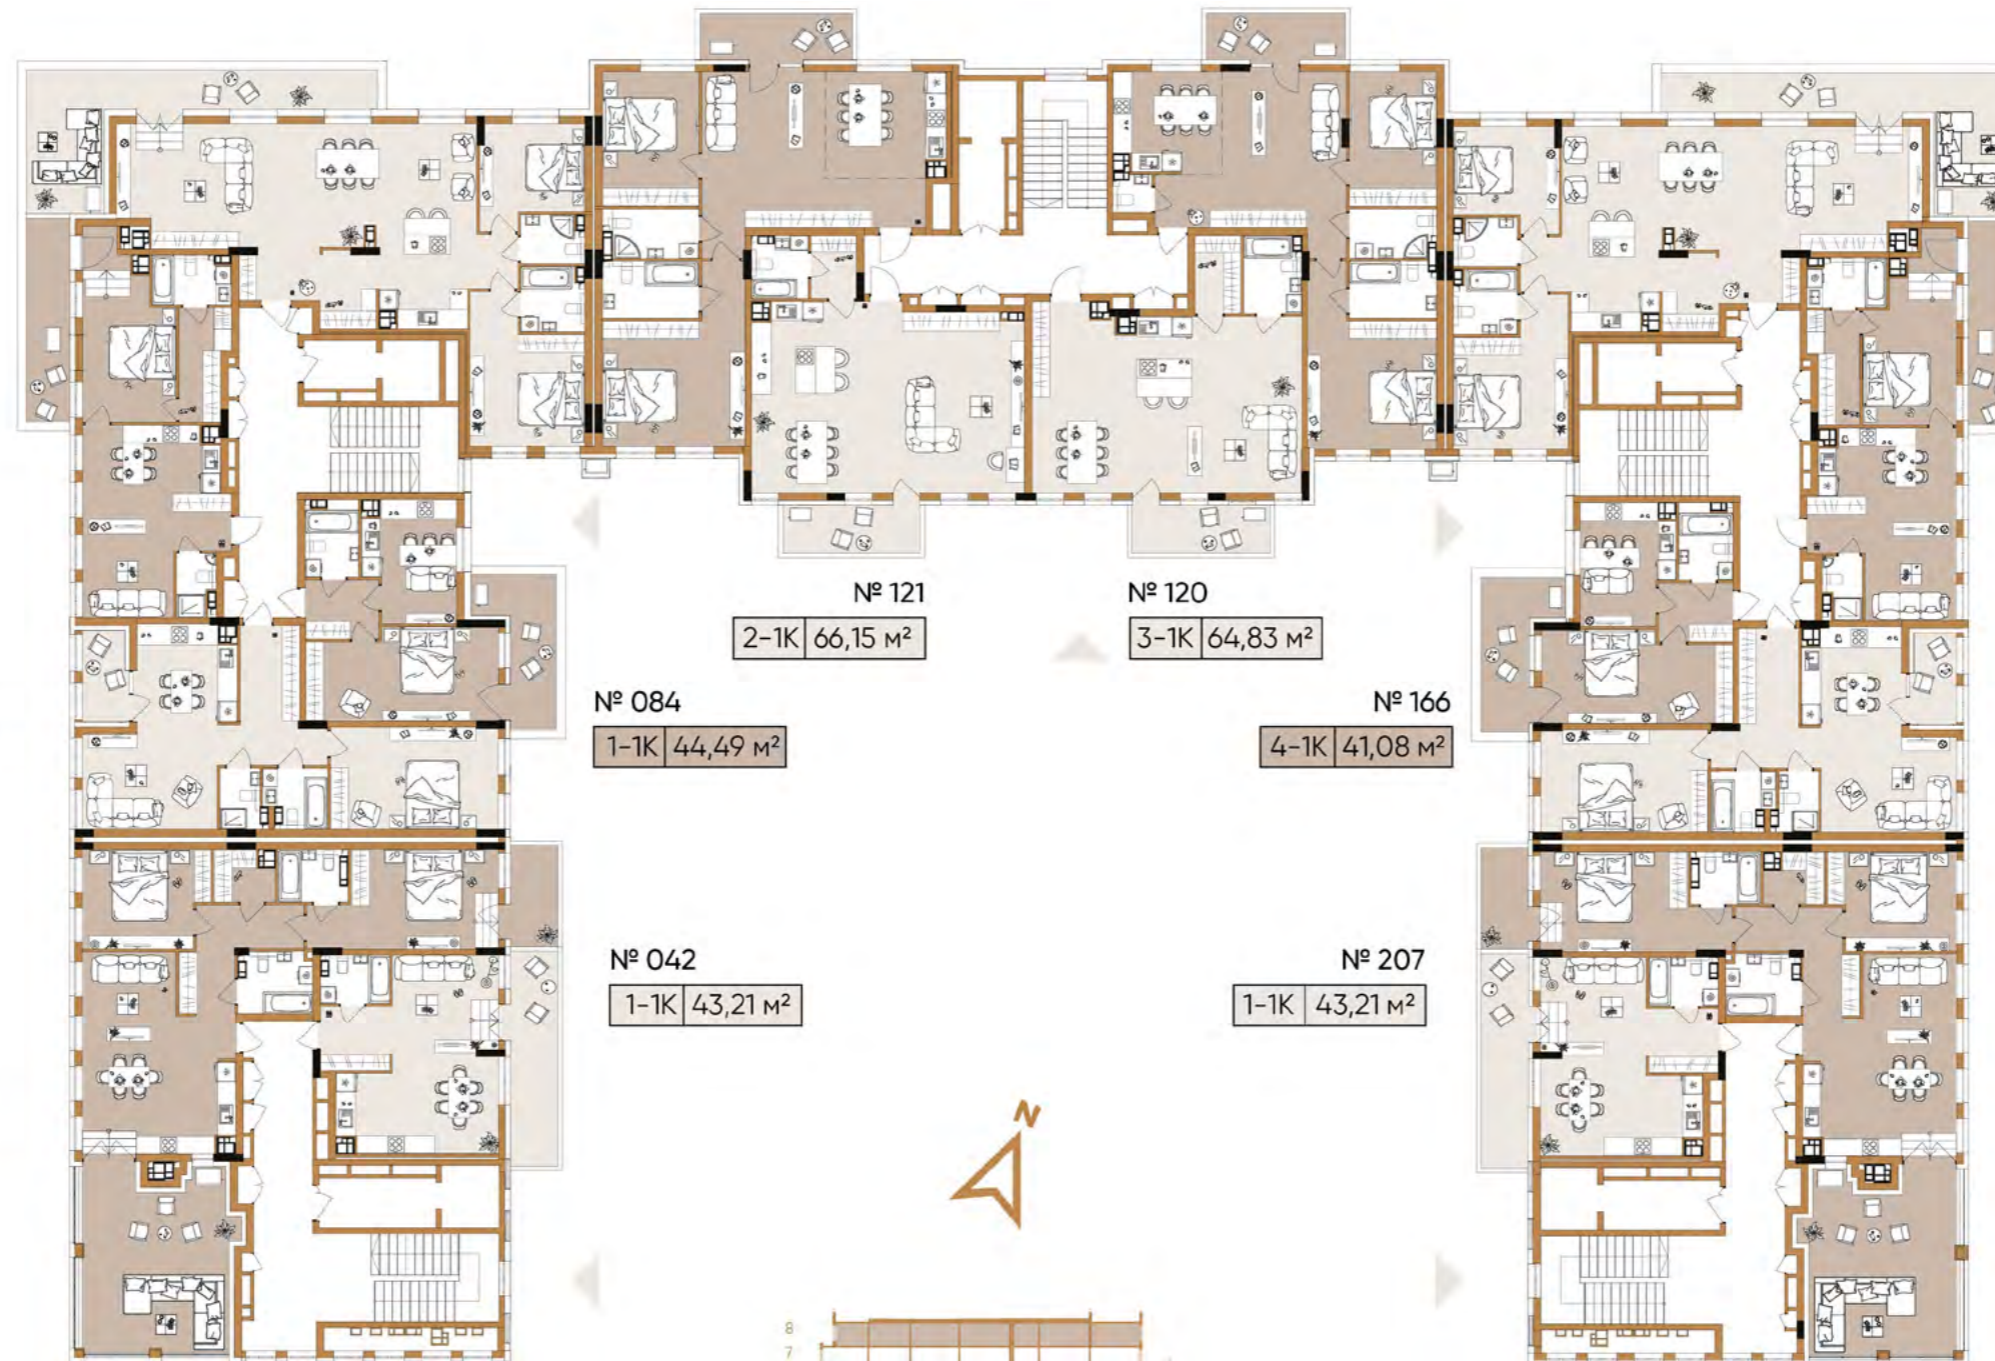 № 121
2-1К 66,15 м²
№ 120
3-1К 64,83 м²
№ 084
1-1К 44,49 м²
№ 166
4-1К 41,08 м²
№ 042
1-1К 43,21 м²
№ 207
1-1К 43,21 м²
N
8
7